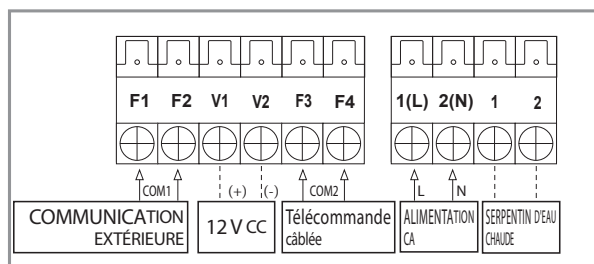 F1 F2 V1 V2 F3 F4 1(L) 2(N) 1 2
COM1 (+) (-) COM2 L N
COMMUNICATION
EXTÉRIEURE
12 V CC
Télécommande
câblée
ALIMENTATION
CA
SERPENTIN D'EAU
CHAUDE